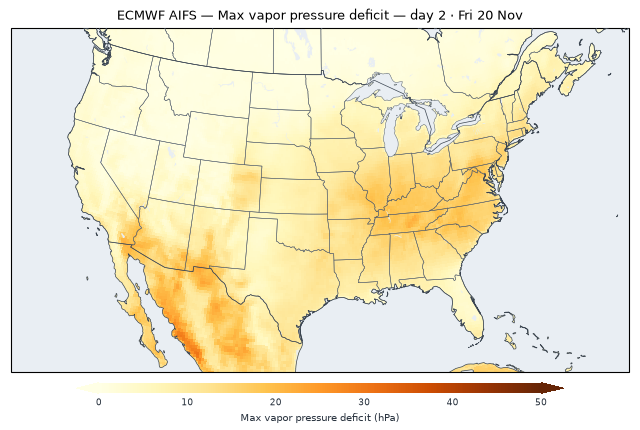 ECMWF AIFS — Max vapor pressure deficit — day 2 · Fri 20 Nov
0 10 20 30 40 50
Max vapor pressure deficit (hPa)